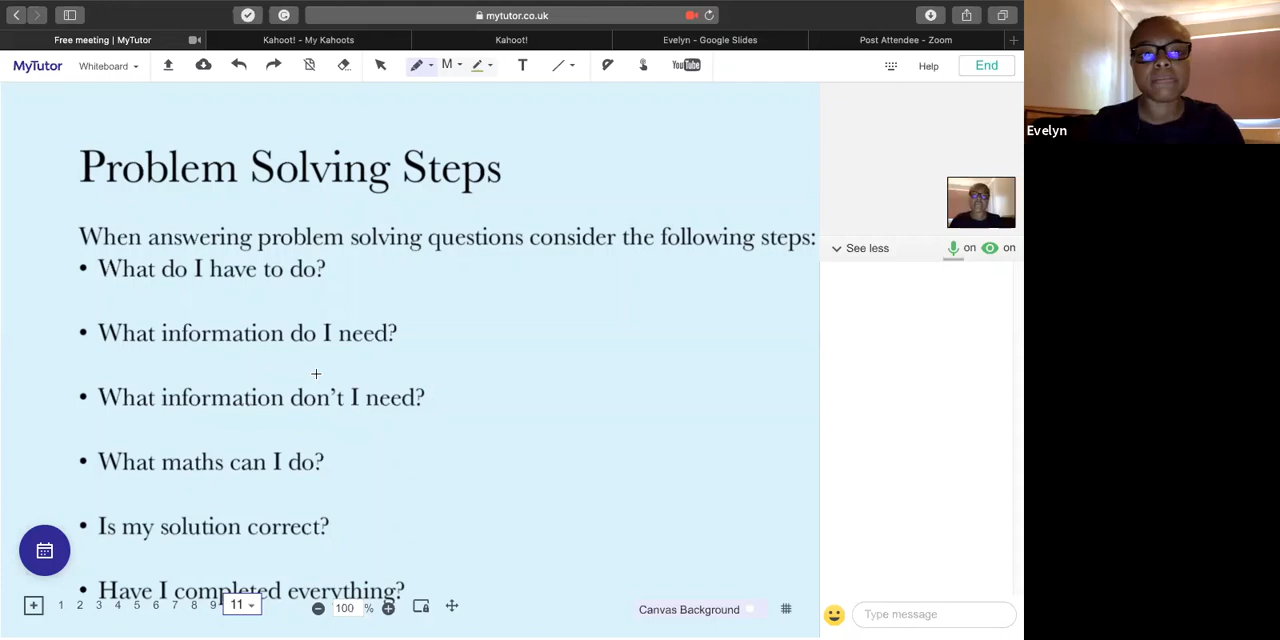 mytutor.co.uk
Free meeting | MyTutor
Kahoot! - My Kahoots
Kahoot!
Evelyn - Google Slides
Post Attendee - Zoom
MyTutor
Whiteboard
M
T
YouTube
Help
End
Evelyn
Problem Solving Steps
When answering problem solving questions consider the following steps:
• What do I have to do?
• What information do I need?
• What information don't I need?
• What maths can I do?
• Is my solution correct?
• Have I completed everything?
See less
on
on
1 2 3 4 5 6 7 8 9 11
100 %
Canvas Background
Type message